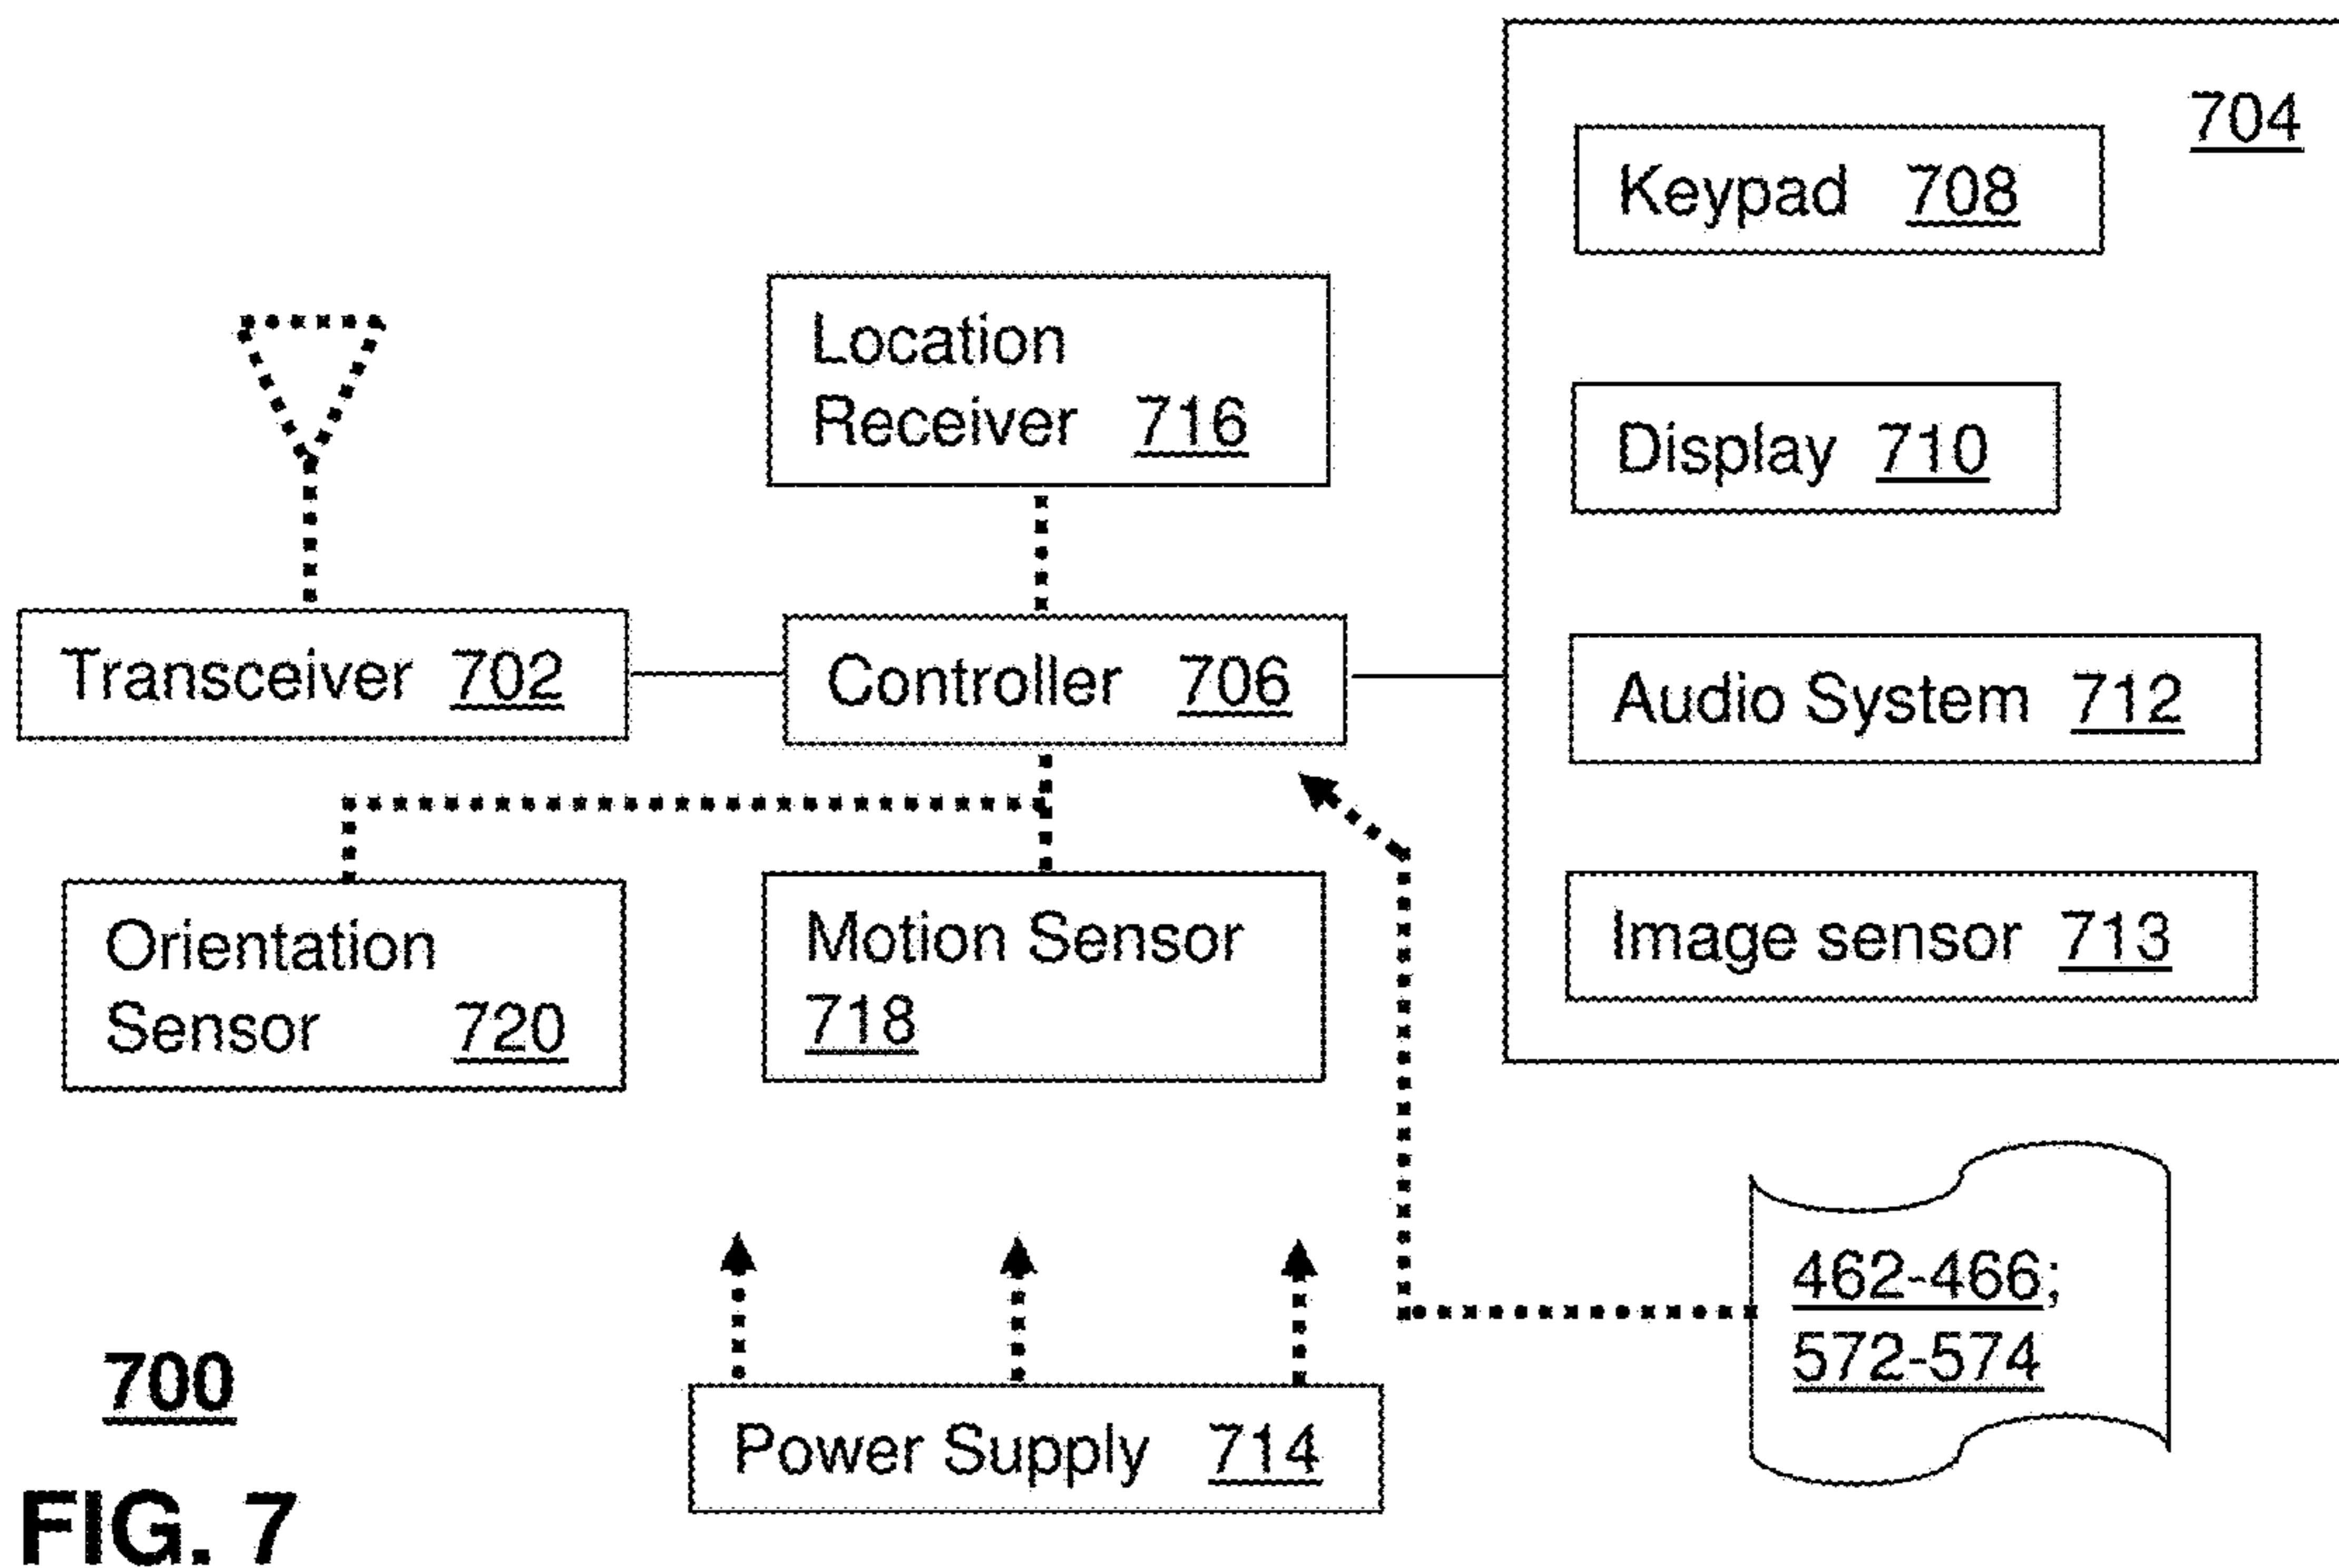 704
Keypad 708
Location
Receiver 716
Display 710
Transceiver 702
Controller 706
Audio System 712
Orientation
Sensor 720
Motion Sensor
718
Image sensor 713
462-466;
572-574
700
Power Supply 714
FIG. 7